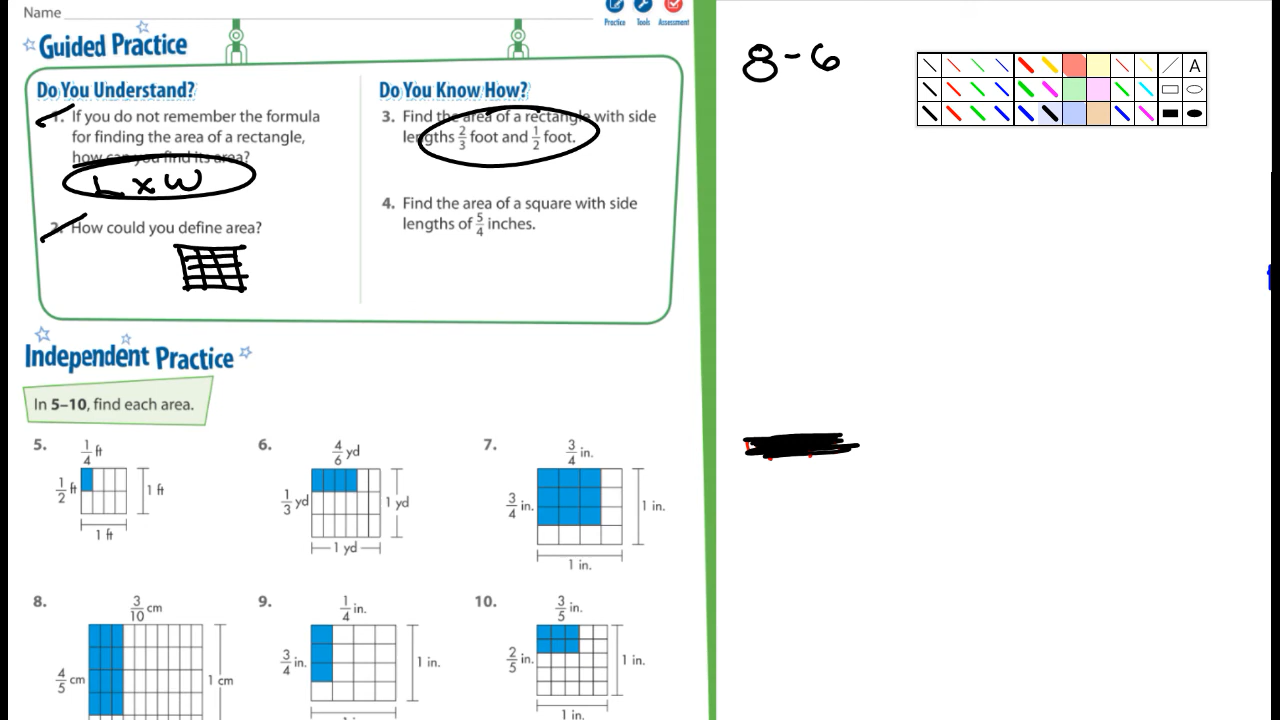 Name
Practice Tools Assessment
Guided Practice
Do You Understand?
1. If you do not remember the formula
for finding the area of a rectangle,
how can you find its area?
L x W
2. How could you define area?
Do You Know How?
3. Find the area of a rectangle with side
lengths 2/3 foot and 1/2 foot.
4. Find the area of a square with side
lengths of 5/4 inches.
8-6
A
Independent Practice
In 5–10, find each area.
5.
1/4 ft
1/2 ft
1 ft
1 ft
6.
4/6 yd
1/3 yd
1 yd
1 yd
7.
3/4 in.
3/4 in.
1 in.
1 in.
8.
3/10 cm
4/5 cm
1 cm
9.
1/4 in.
3/4 in.
1 in.
1 in.
10.
3/5 in.
2/5 in.
1 in.
1 in.